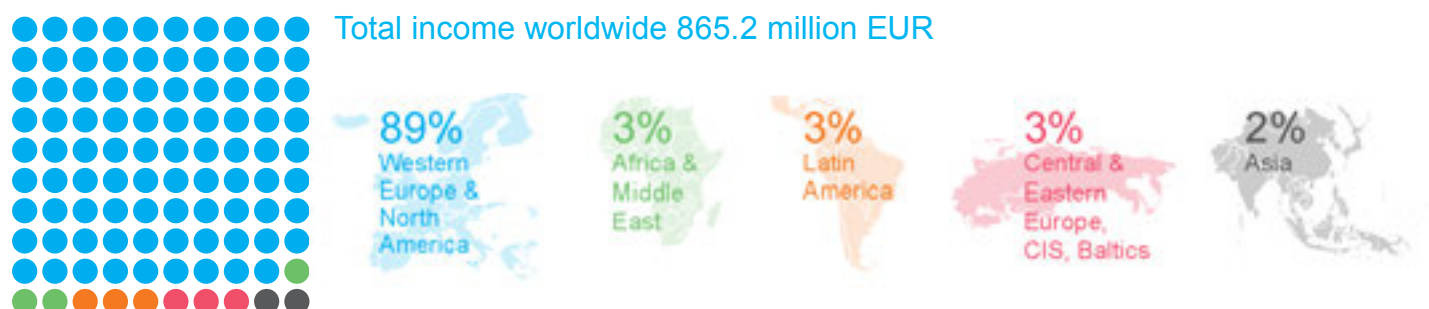 Total income worldwide 865.2 million EUR
89%
Western
Europe &
North
America
3%
Africa &
Middle
East
3%
Latin
America
3%
Central &
Eastern
Europe,
CIS, Baltics
2%
Asia